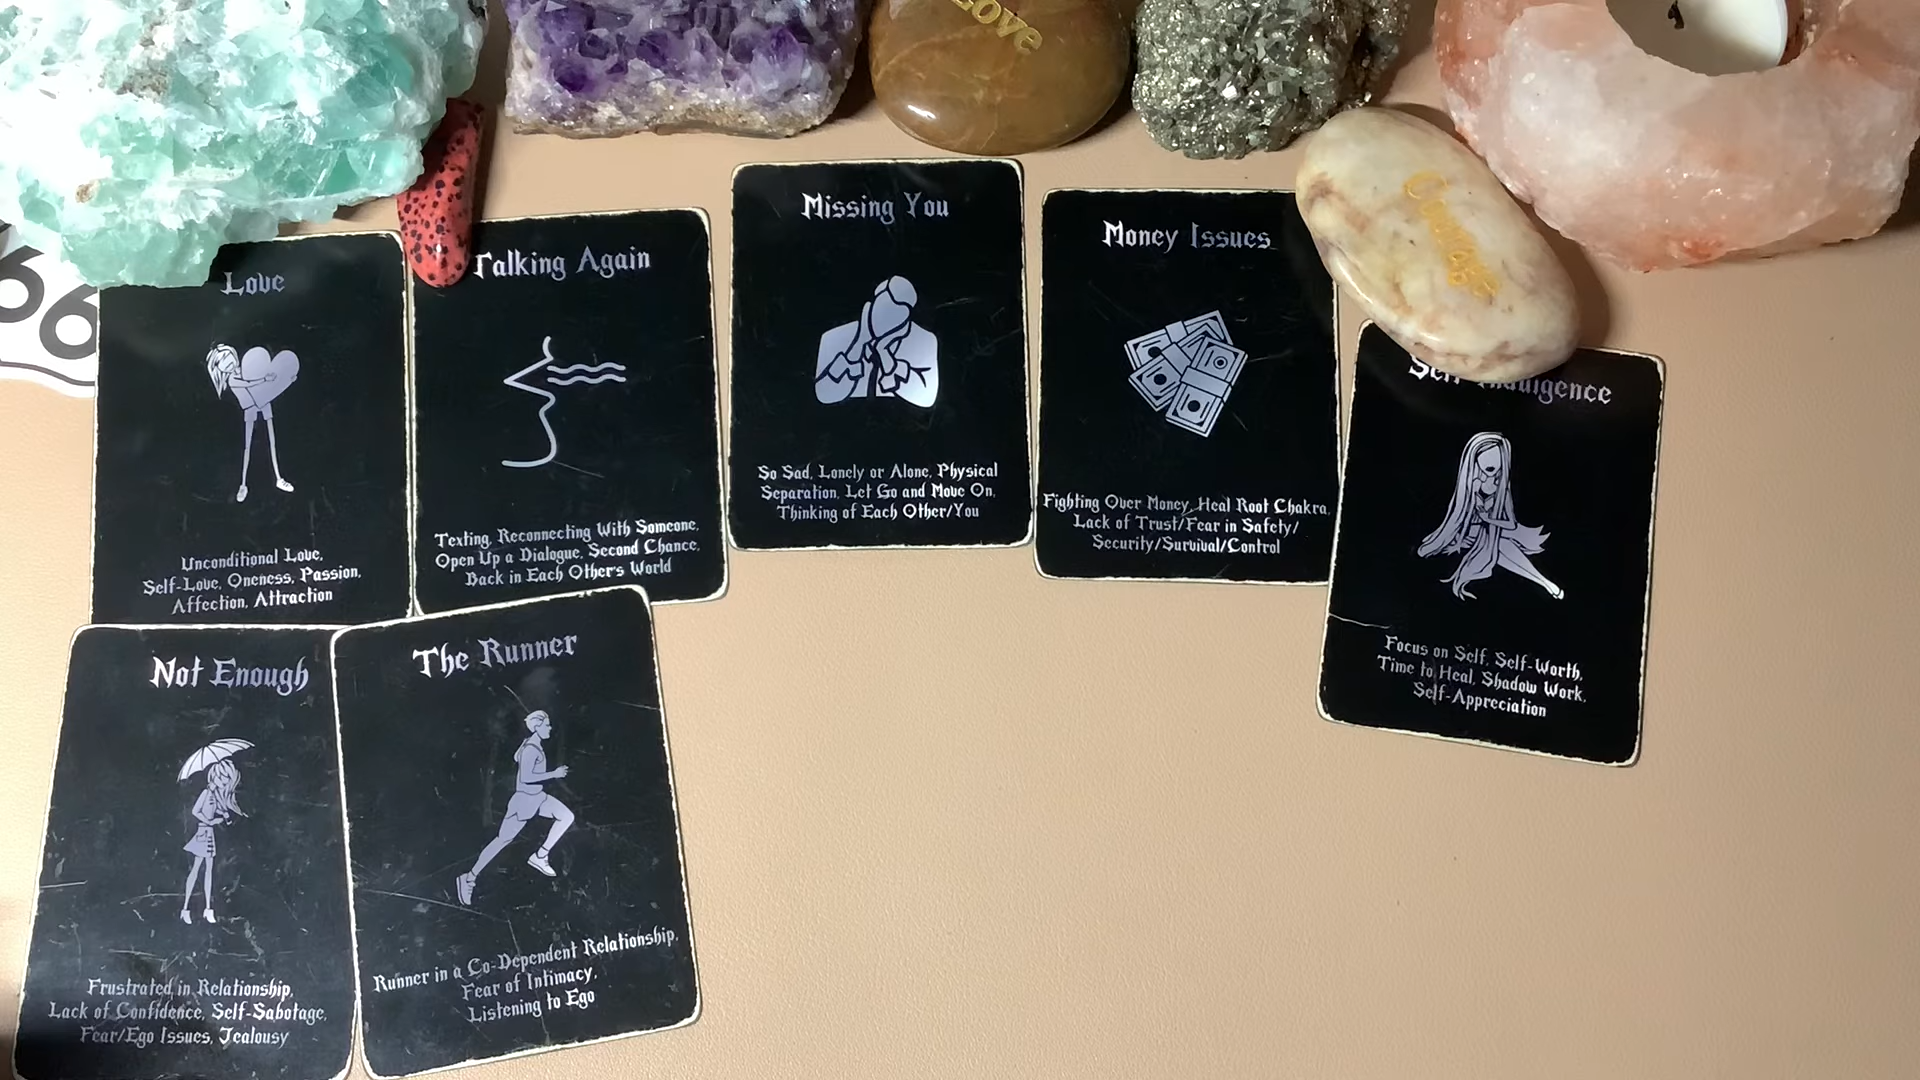 Love
66
Love
Unconditional Love,
Self-Love, Oneness, Passion,
Affection, Attraction
Talking Again
Texting, Reconnecting With Someone,
Open Up a Dialogue, Second Chance,
Back in Each Other's World
Missing You
So Sad, Lonely or Alone, Physical
Separation, Let Go and Move On,
Thinking of Each Other/You
Money Issues
Fighting Over Money, Heal Root Chakra,
Lack of Trust/Fear in Safety/
Security/Survival/Control
Courage
Self-Indulgence
Focus on Self, Self-Worth,
Time to Heal, Shadow Work,
Self-Appreciation
Not Enough
Frustrated in Relationship,
Lack of Confidence, Self-Sabotage,
Fear/Ego Issues, Jealousy
The Runner
Runner in a Co-Dependent Relationship,
Fear of Intimacy,
Listening to Ego